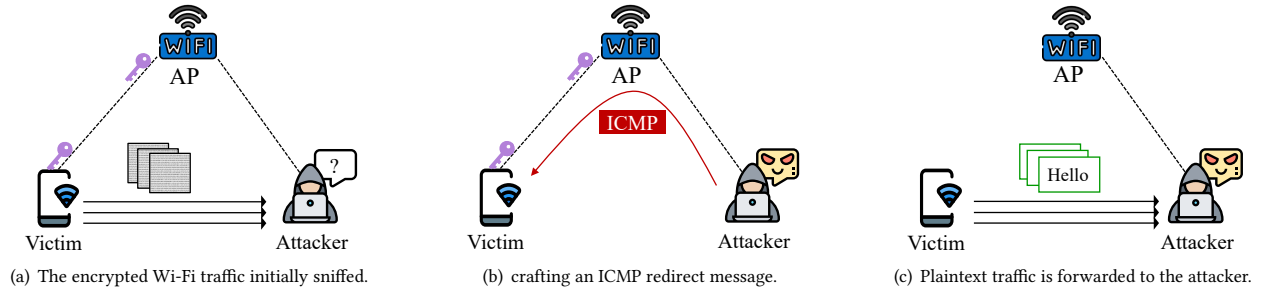 WIFI
AP
?
Victim
Attacker
(a) The encrypted Wi-Fi traffic initially sniffed.
WIFI
AP
ICMP
Victim
Attacker
(b) crafting an ICMP redirect message.
WIFI
AP
Hello
Victim
Attacker
(c) Plaintext traffic is forwarded to the attacker.